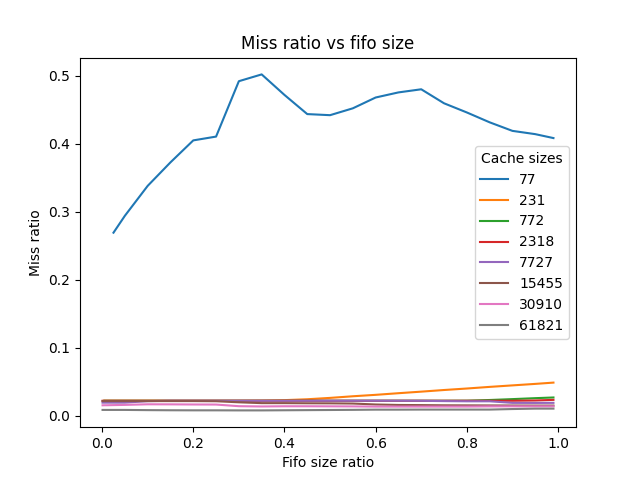 Miss ratio vs fifo size
0.5
0.4
0.3
0.2
0.1
0.0
Miss ratio
Cache sizes
77
231
772
2318
7727
15455
30910
61821
0.0 0.2 0.4 0.6 0.8 1.0
Fifo size ratio